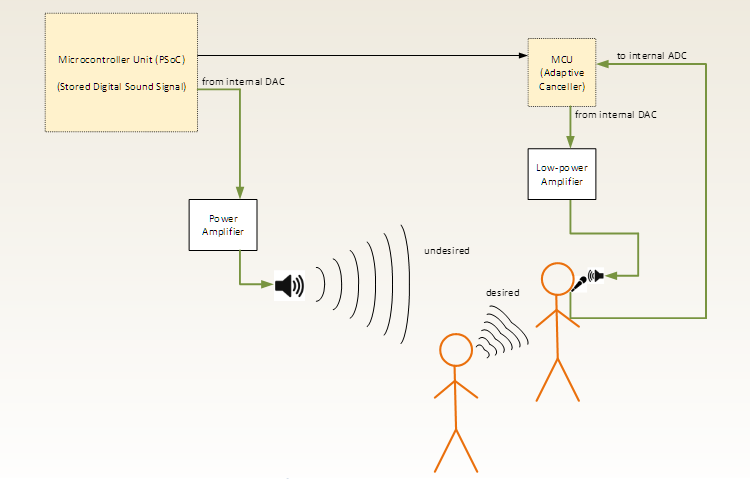 Microcontroller Unit (PSoC)
(Stored Digital Sound Signal)
from internal DAC
MCU
(Adaptive
Canceller)
to internal ADC
from internal DAC
Low-power
Amplifier
Power
Amplifier
undesired
desired